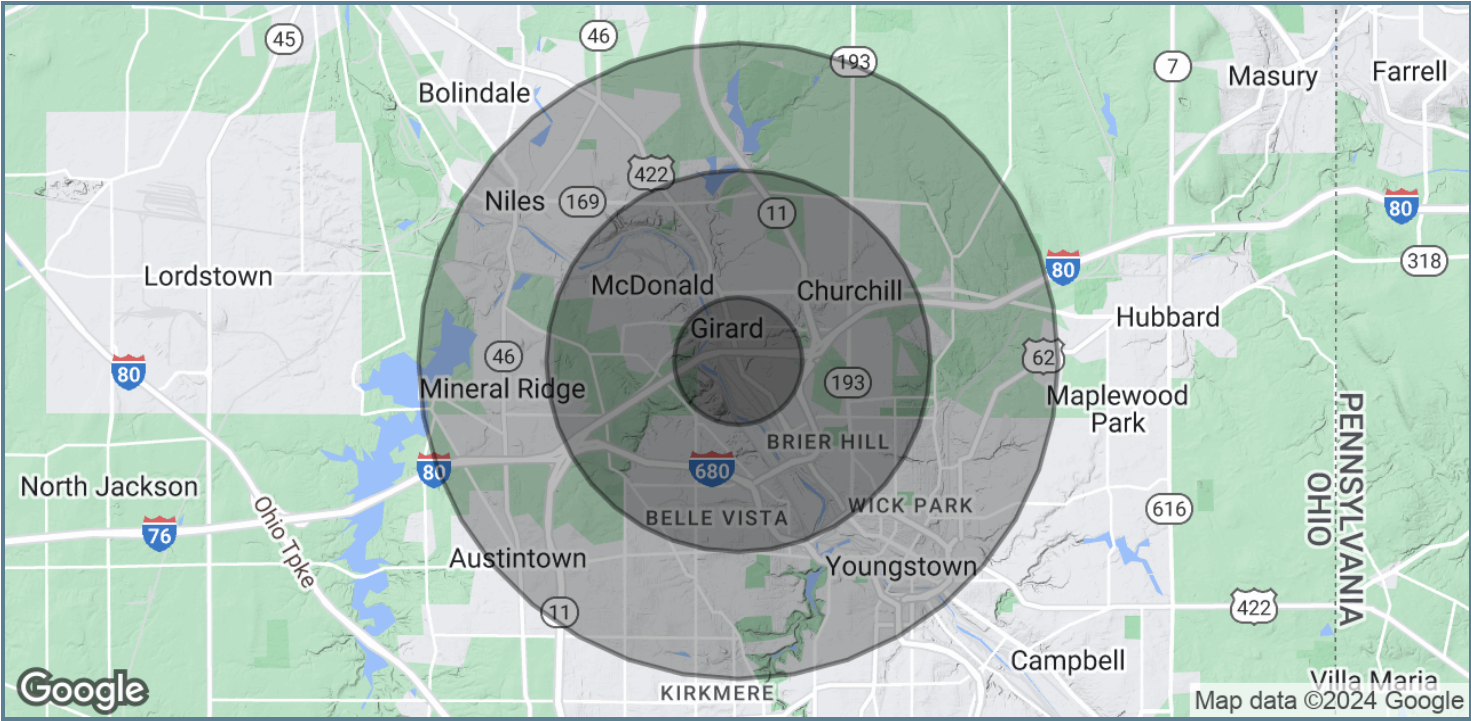 45
46
193
7
Masury
Farrell
Bolindale
422
Niles
169
11
80
80
318
Lordstown
McDonald
Churchill
Hubbard
Girard
46
62
80
Mineral Ridge
193
Maplewood
Park
BRIER HILL
80
680
North Jackson
WICK PARK
616
76
Ohio Tpke
BELLE VISTA
PENNSYLVANIA
OHIO
Austintown
Youngstown
11
422
Campbell
Villa Maria
KIRKMERE
Google
Map data ©2024 Google